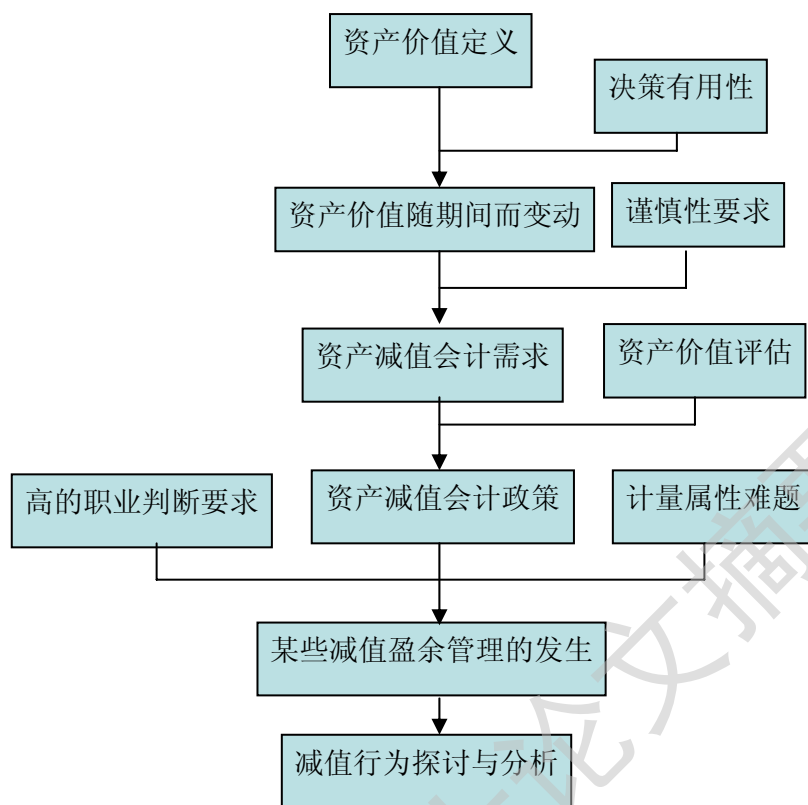 资产价值定义
决策有用性
资产价值随期间而变动
谨慎性要求
资产减值会计需求
资产价值评估
高的职业判断要求
资产减值会计政策
计量属性难题
某些减值盈余管理的发生
减值行为探讨与分析
论文摘